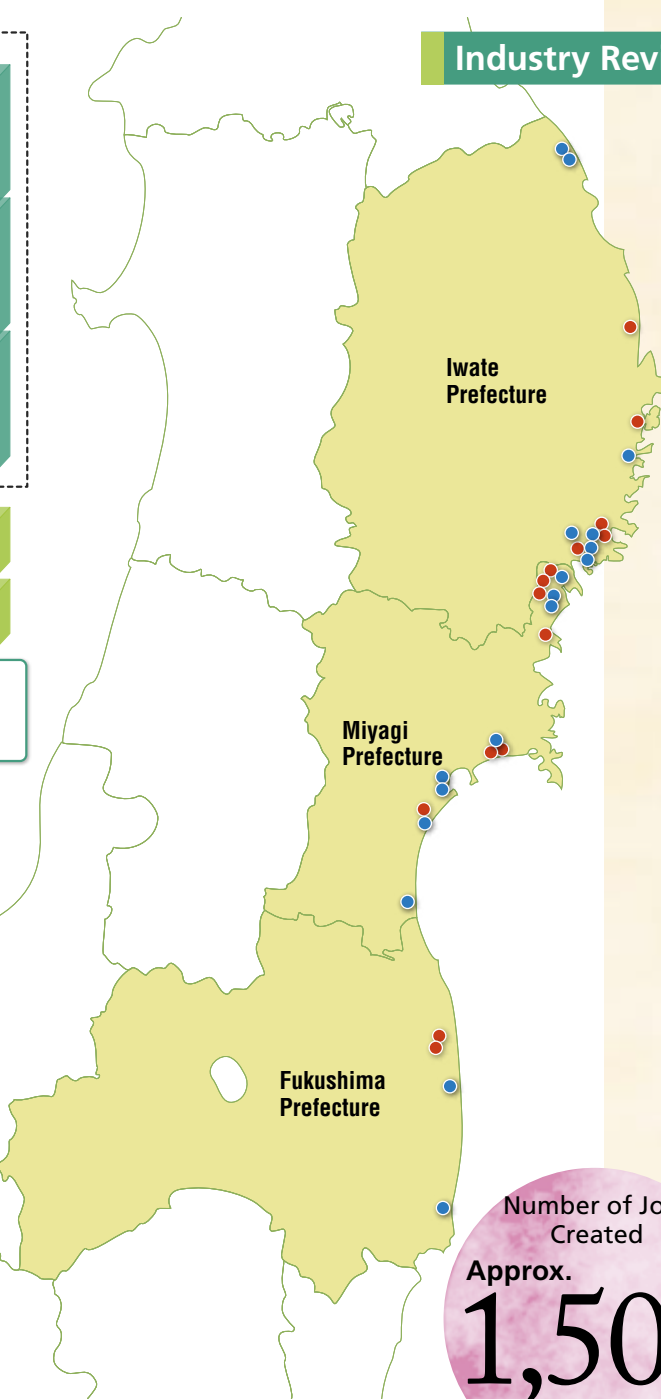 Industry Rev
Iwate
Prefecture
Miyagi
Prefecture
Fukushima
Prefecture
Number of Jo
Created
Approx.
1,50